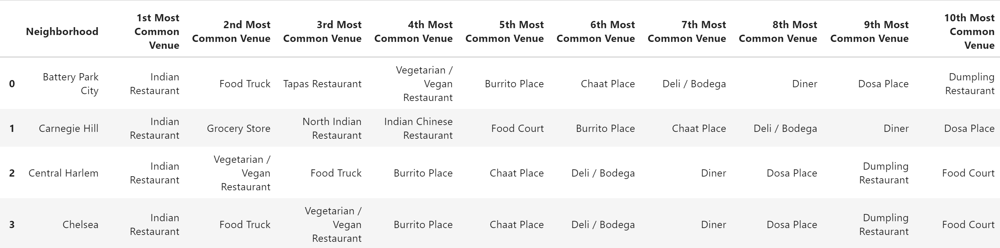 Neighborhood 1st Most Common Venue 2nd Most Common Venue 3rd Most Common Venue 4th Most Common Venue 5th Most Common Venue 6th Most Common Venue 7th Most Common Venue 8th Most Common Venue 9th Most Common Venue 10th Most Common Venue
0 Battery Park City Indian Restaurant Food Truck Tapas Restaurant Vegetarian / Vegan Restaurant Burrito Place Chaat Place Deli / Bodega Diner Dosa Place Dumpling Restaurant
1 Carnegie Hill Indian Restaurant Grocery Store North Indian Restaurant Indian Chinese Restaurant Food Court Burrito Place Chaat Place Deli / Bodega Diner Dosa Place
2 Central Harlem Indian Restaurant Vegetarian / Vegan Restaurant Food Truck Burrito Place Chaat Place Deli / Bodega Diner Dosa Place Dumpling Restaurant Food Court
3 Chelsea Indian Restaurant Food Truck Vegetarian / Vegan Restaurant Burrito Place Chaat Place Deli / Bodega Diner Dosa Place Dumpling Restaurant Food Court